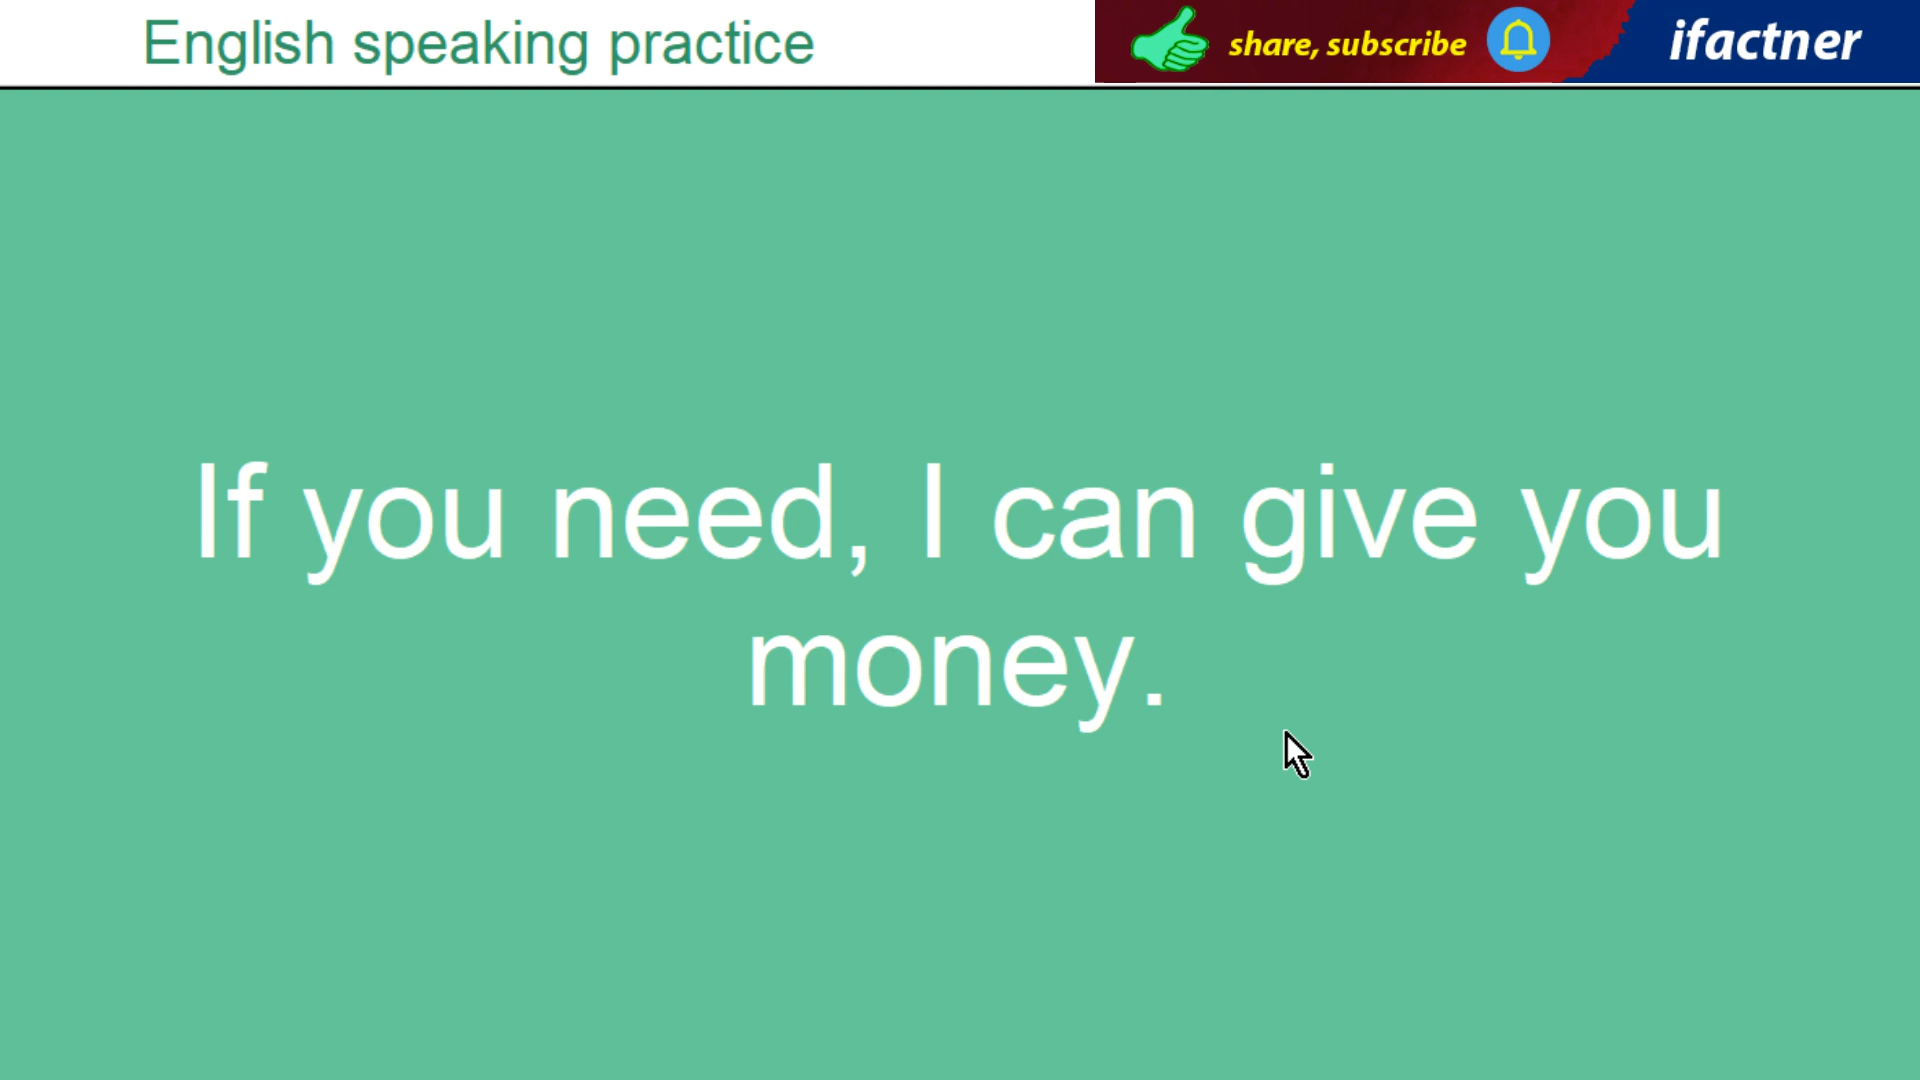 English speaking practice
share, subscribe
ifactner
If you need, I can give you
money.